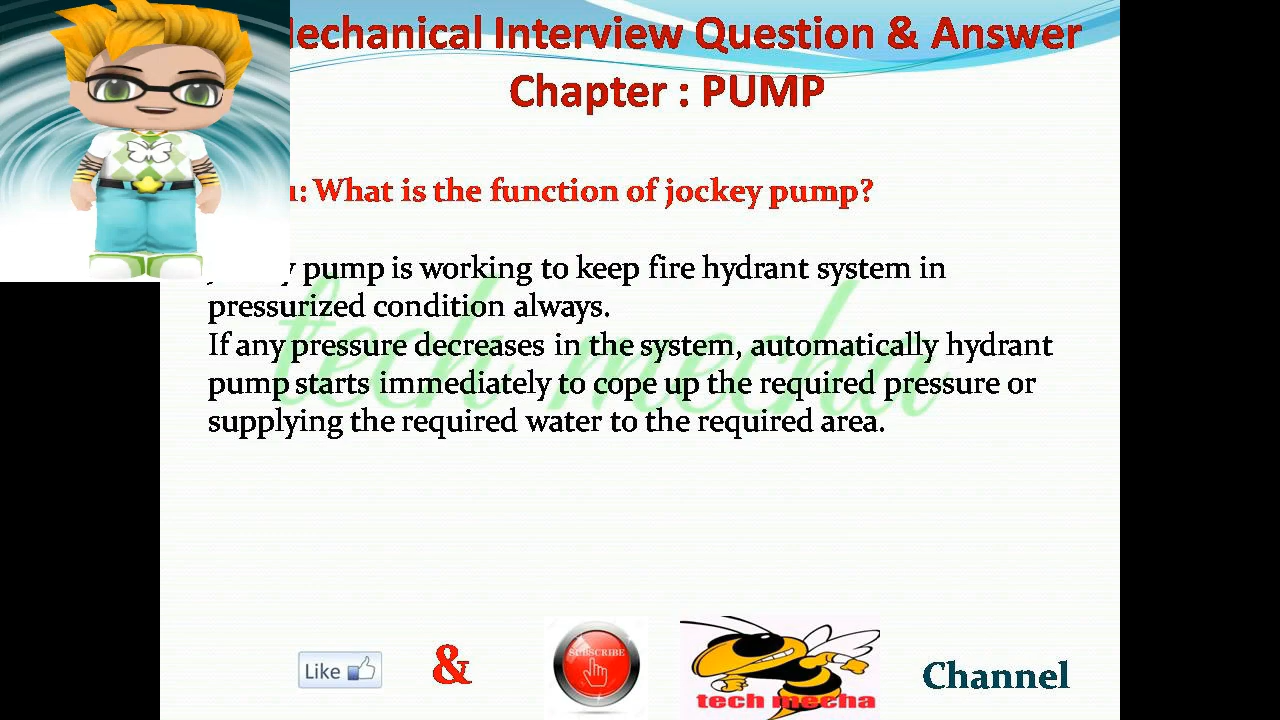 Mechanical Interview Question & Answer
Chapter : PUMP
1: What is the function of jockey pump?
pump is working to keep fire hydrant system in
pressurized condition always.
If any pressure decreases in the system, automatically hydrant
pump starts immediately to cope up the required pressure or
supplying the required water to the required area.
tech mecha
Like
&
SUBSCRIBE
tech mecha
Channel